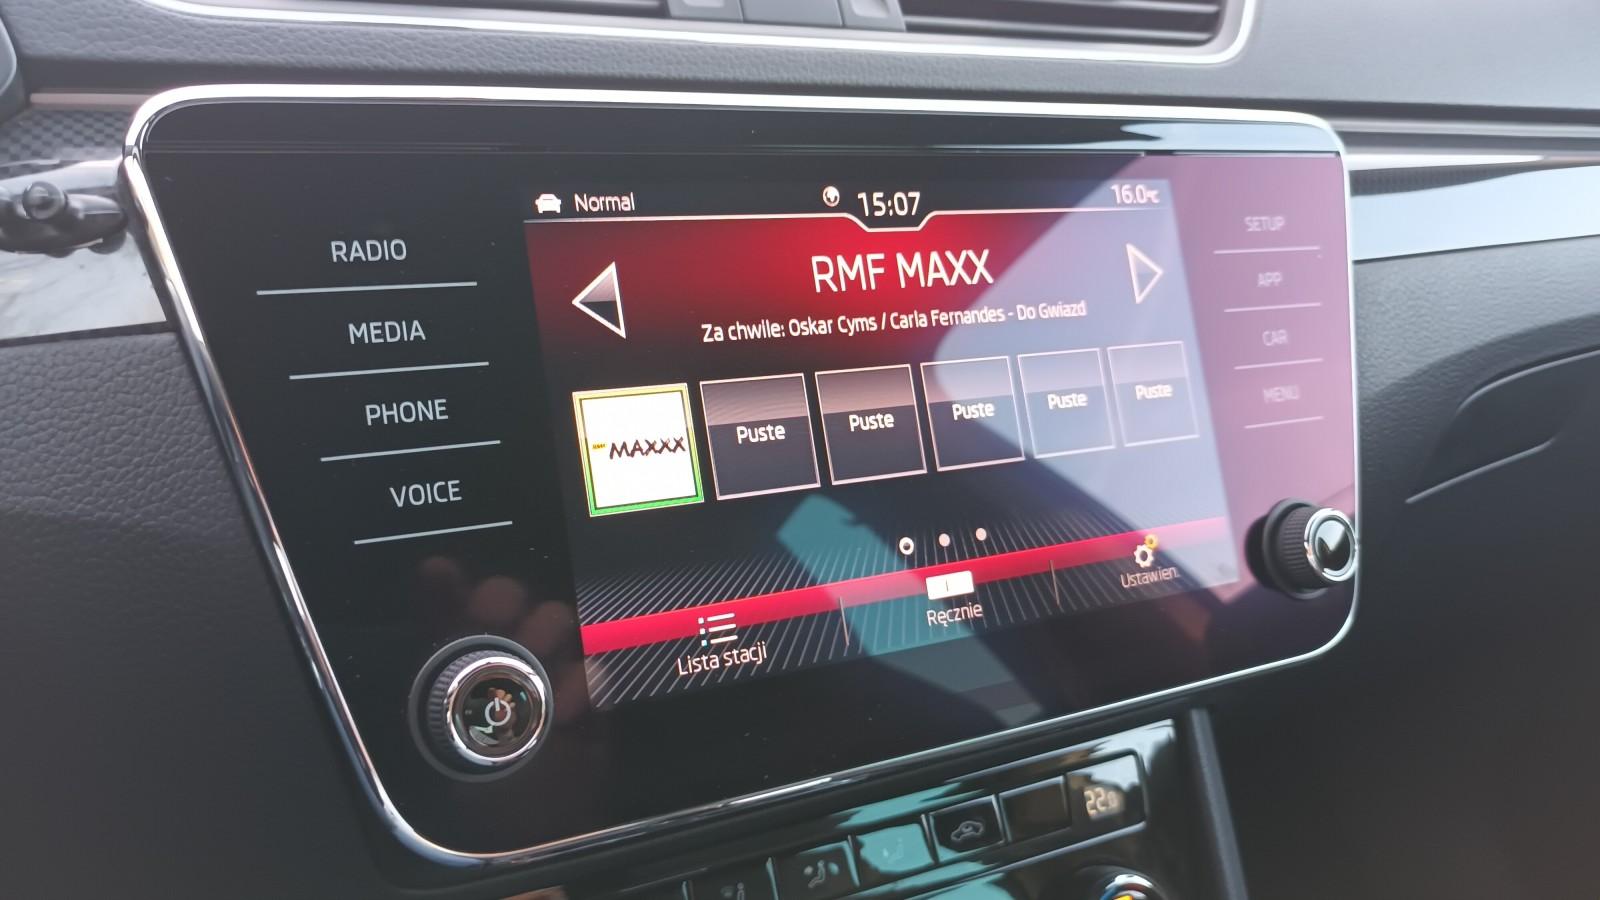 Normal
15:07
16.0°C
RADIO
MEDIA
PHONE
VOICE
RMF MAXX
Za chwile: Oskar Cyms / Carla Fernandes - Do Gwiazd
MAXXX
Puste
Puste
Puste
Puste
Puste
Lista stacji
Ręcznie
Ustawien.
SETUP
APP
CAR
MENU
22.0